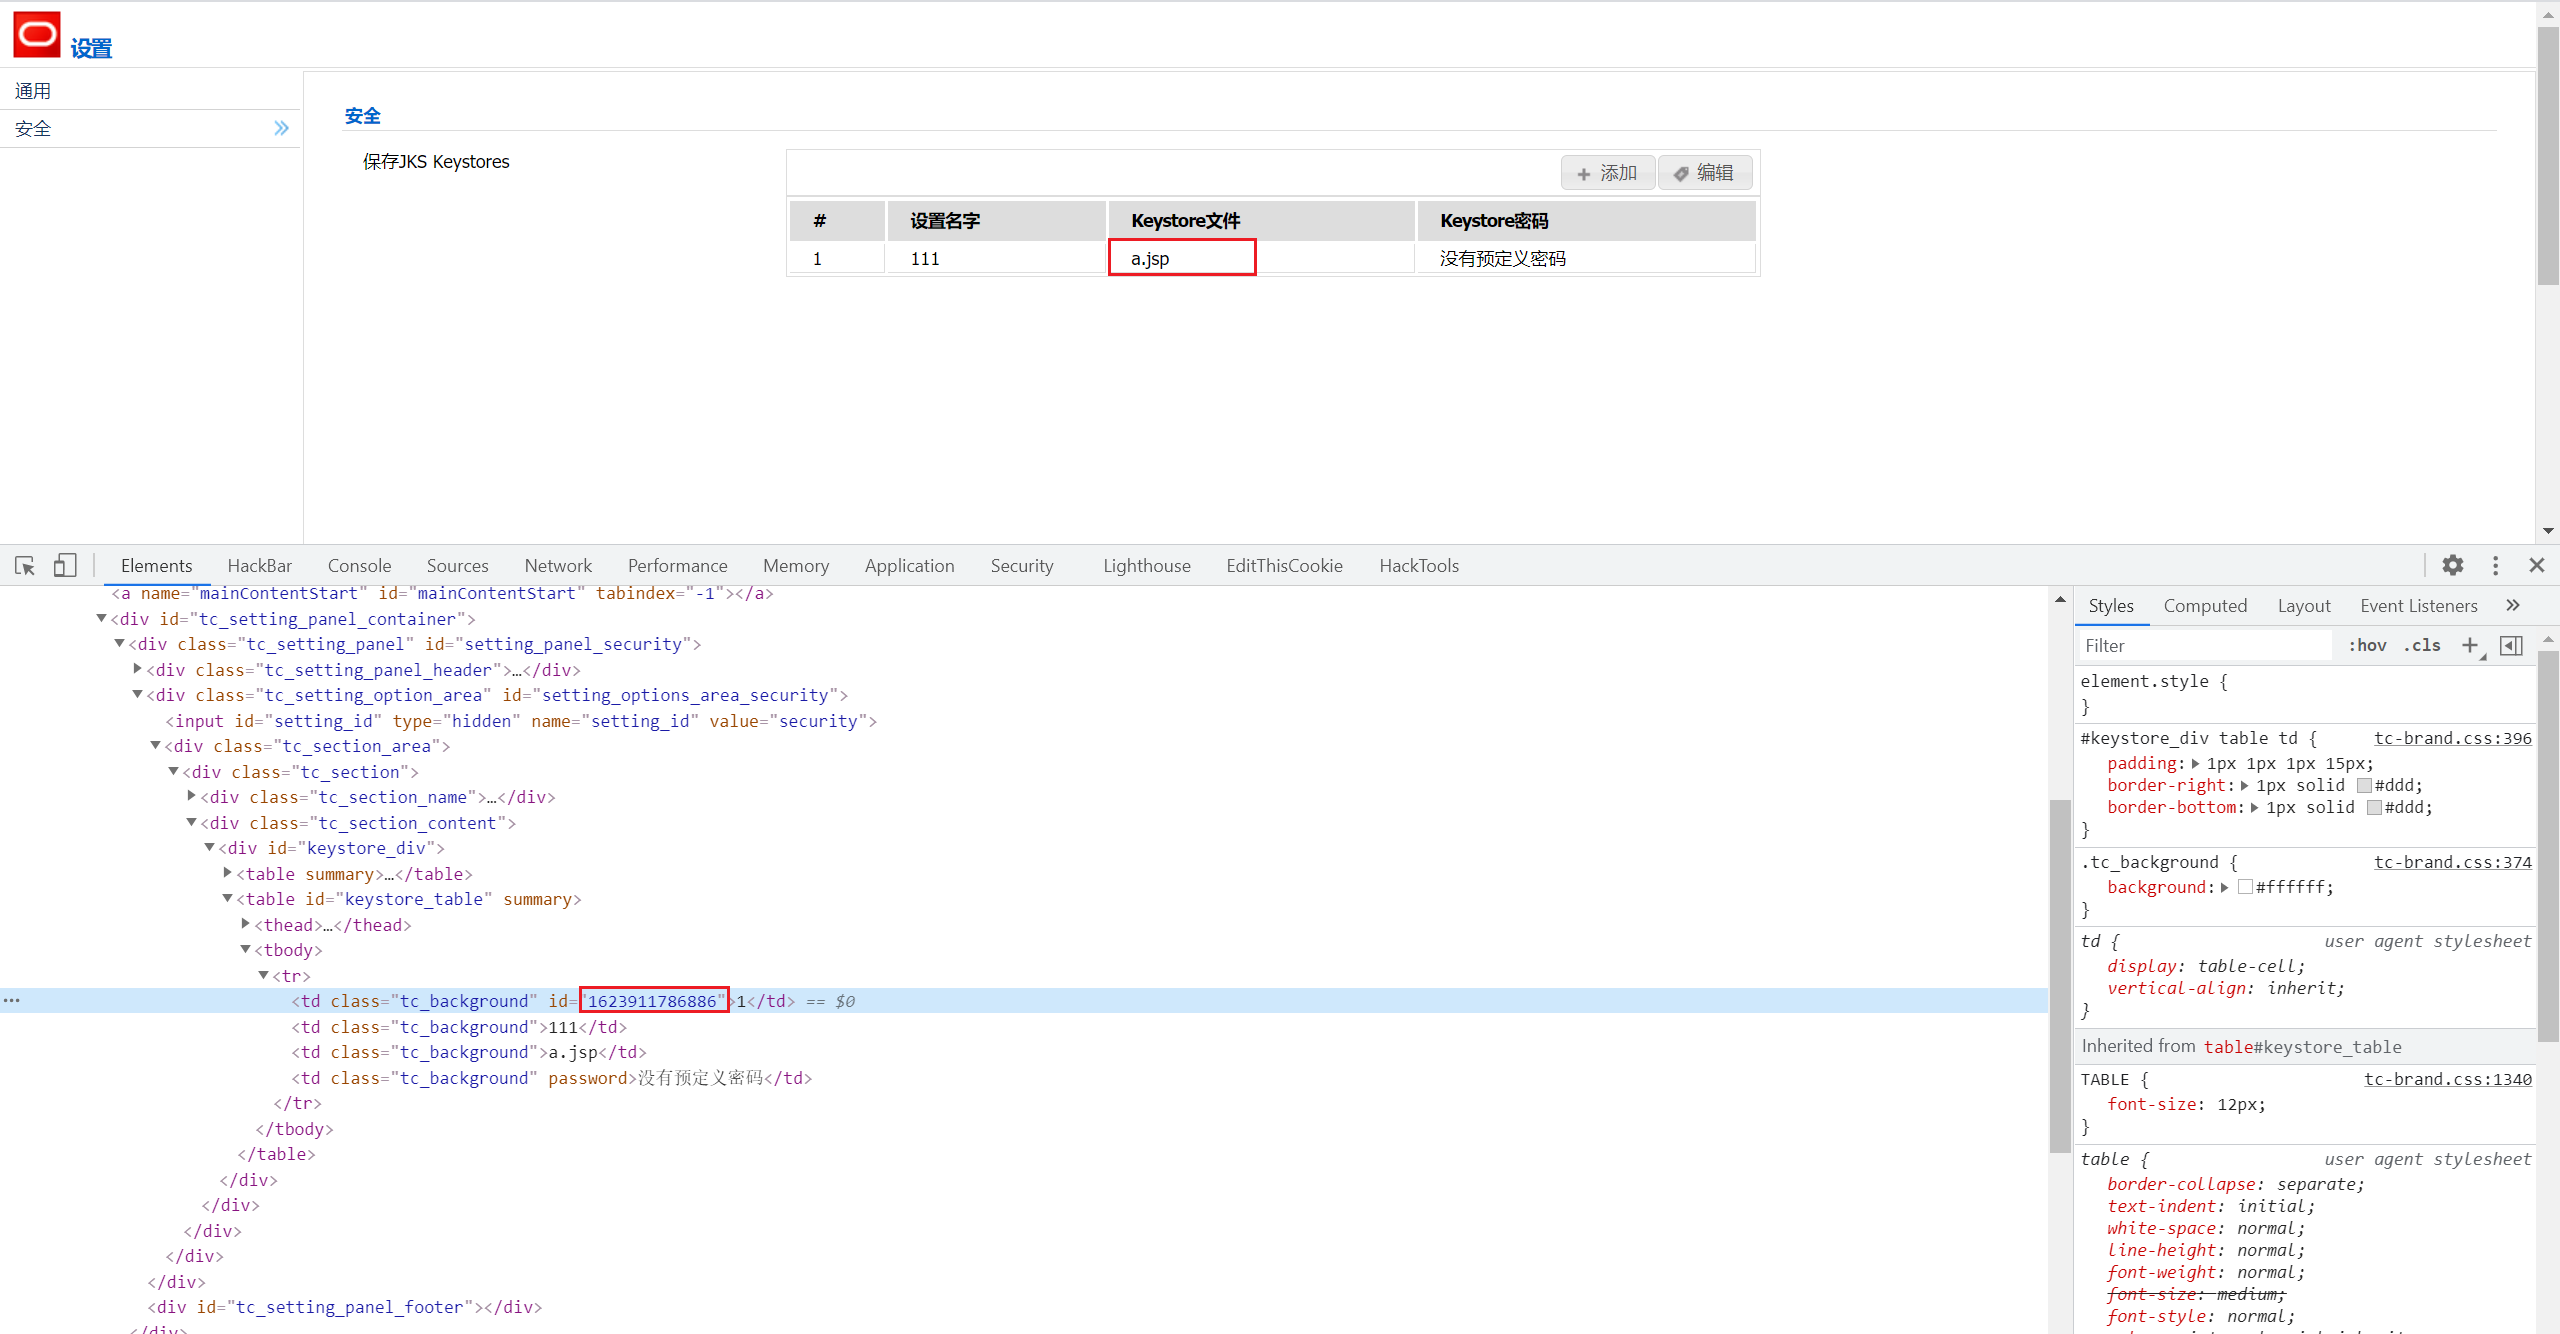 设置
通用
安全
安全
保存JKS Keystores
添加 编辑
# 设置名字 Keystore文件 Keystore密码
1 111 a.jsp 没有预定义密码
Elements HackBar Console Sources Network Performance Memory Application Security Lighthouse EditThisCookie HackTools
<a name="mainContentStart" id="mainContentStart" tabindex="-1"></a>
<div id="tc_setting_panel_container">
<div class="tc_setting_panel" id="setting_panel_security">
<div class="tc_setting_panel_header">…</div>
<div class="tc_setting_option_area" id="setting_options_area_security">
<input id="setting_id" type="hidden" name="setting_id" value="security">
<div class="tc_section_area">
<div class="tc_section">
<div class="tc_section_name">…</div>
<div class="tc_section_content">
<div id="keystore_div">
<table summary>…</table>
<table id="keystore_table" summary>
<thead>…</thead>
<tbody>
<tr>
<td class="tc_background" id="1623911786886">1</td> == $0
<td class="tc_background">111</td>
<td class="tc_background">a.jsp</td>
<td class="tc_background" password>没有预定义密码</td>
</tr>
</tbody>
</table>
</div>
</div>
</div>
</div>
</div>
<div id="tc_setting_panel_footer"></div>
</div>
Styles Computed Layout Event Listeners
Filter :hov .cls
element.style {
}
#keystore_div table td { tc-brand.css:396
padding: 1px 1px 1px 15px;
border-right: 1px solid #ddd;
border-bottom: 1px solid #ddd;
}
.tc_background { tc-brand.css:374
background: #ffffff;
}
td { user agent stylesheet
display: table-cell;
vertical-align: inherit;
}
Inherited from table#keystore_table
TABLE { tc-brand.css:1340
font-size: 12px;
}
table { user agent stylesheet
border-collapse: separate;
text-indent: initial;
white-space: normal;
line-height: normal;
font-weight: normal;
font-size: medium;
font-style: normal;